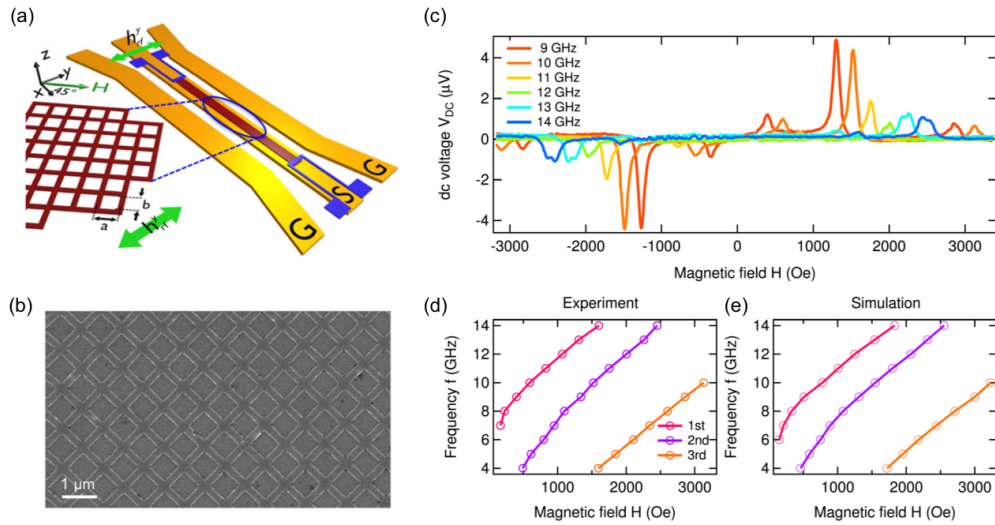 (a)
h
y
rf
z
y
x
H
45°
G
S
G
b
a
h
y
rf
(b)
1 µm
(c)
9 GHz
10 GHz
11 GHz
12 GHz
13 GHz
14 GHz
dc voltage V_DC (µV)
4
2
0
-2
-4
-3000 -2000 -1000 0 1000 2000 3000
Magnetic field H (Oe)
(d) Experiment
Frequency f (GHz)
14
12
10
8
6
4
1st
2nd
3rd
1000 2000 3000
Magnetic field H (Oe)
(e) Simulation
Frequency f (GHz)
14
12
10
8
6
4
1000 2000 3000
Magnetic field H (Oe)